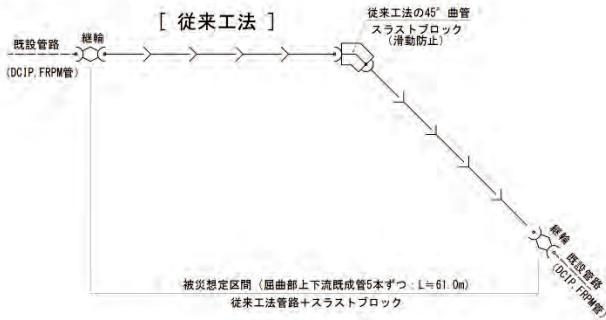 [ 従来工法 ]
従来工法の45°曲管
スラストブロック
(滑動防止)
既設管路
継輪
(DCIP,FRPM管)
継輪
既設管路
(DCIP,FRPM管)
被災想定区間 (屈曲部上下流既成管5本ずつ:L≒61.0m)
従来工法管路+スラストブロック